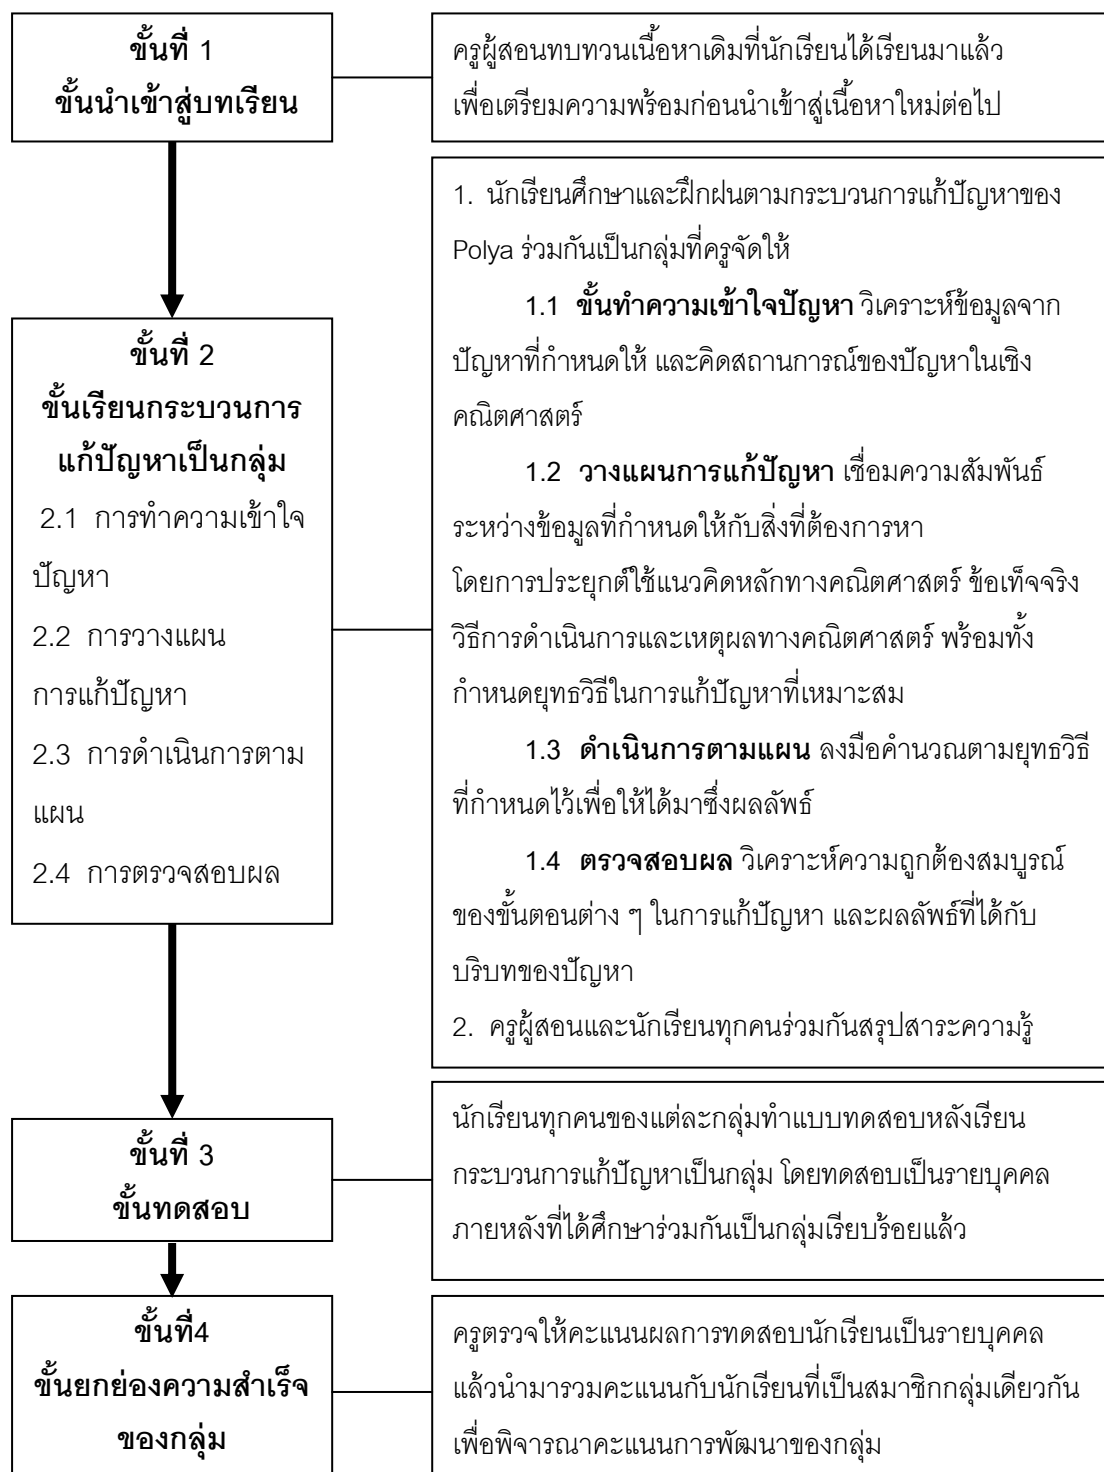 ขั้นที่ 1
ขั้นนำเข้าสู่บทเรียน
ครูผู้สอนทบทวนเนื้อหาเดิมที่นักเรียนได้เรียนมาแล้ว
เพื่อเตรียมความพร้อมก่อนนำเข้าสู่เนื้อหาใหม่ต่อไป
ขั้นที่ 2
ขั้นเรียนกระบวนการ
แก้ปัญหาเป็นกลุ่ม
2.1 การทำความเข้าใจ
ปัญหา
2.2 การวางแผน
การแก้ปัญหา
2.3 การดำเนินการตาม
แผน
2.4 การตรวจสอบผล
1. นักเรียนศึกษาและฝึกฝนตามกระบวนการแก้ปัญหาของ
Polya ร่วมกันเป็นกลุ่มที่ครูจัดให้
1.1 ขั้นทำความเข้าใจปัญหา วิเคราะห์ข้อมูลจาก
ปัญหาที่กำหนดให้ และคิดสถานการณ์ของปัญหาในเชิง
คณิตศาสตร์
1.2 วางแผนการแก้ปัญหา เชื่อมความสัมพันธ์
ระหว่างข้อมูลที่กำหนดให้กับสิ่งที่ต้องการหา
โดยการประยุกต์ใช้แนวคิดหลักทางคณิตศาสตร์ ข้อเท็จจริง
วิธีการดำเนินการและเหตุผลทางคณิตศาสตร์ พร้อมทั้ง
กำหนดยุทธวิธีในการแก้ปัญหาที่เหมาะสม
1.3 ดำเนินการตามแผน ลงมือคำนวณตามยุทธวิธี
ที่กำหนดไว้เพื่อให้ได้มาซึ่งผลลัพธ์
1.4 ตรวจสอบผล วิเคราะห์ความถูกต้องสมบูรณ์
ของขั้นตอนต่าง ๆ ในการแก้ปัญหา และผลลัพธ์ที่ได้กับ
บริบทของปัญหา
2. ครูผู้สอนและนักเรียนทุกคนร่วมกันสรุปสาระความรู้
ขั้นที่ 3
ขั้นทดสอบ
นักเรียนทุกคนของแต่ละกลุ่มทำแบบทดสอบหลังเรียน
กระบวนการแก้ปัญหาเป็นกลุ่ม โดยทดสอบเป็นรายบุคคล
ภายหลังที่ได้ศึกษาร่วมกันเป็นกลุ่มเรียบร้อยแล้ว
ขั้นที่4
ขั้นยกย่องความสำเร็จ
ของกลุ่ม
ครูตรวจให้คะแนนผลการทดสอบนักเรียนเป็นรายบุคคล
แล้วนำมารวมคะแนนกับนักเรียนที่เป็นสมาชิกกลุ่มเดียวกัน
เพื่อพิจารณาคะแนนการพัฒนาของกลุ่ม